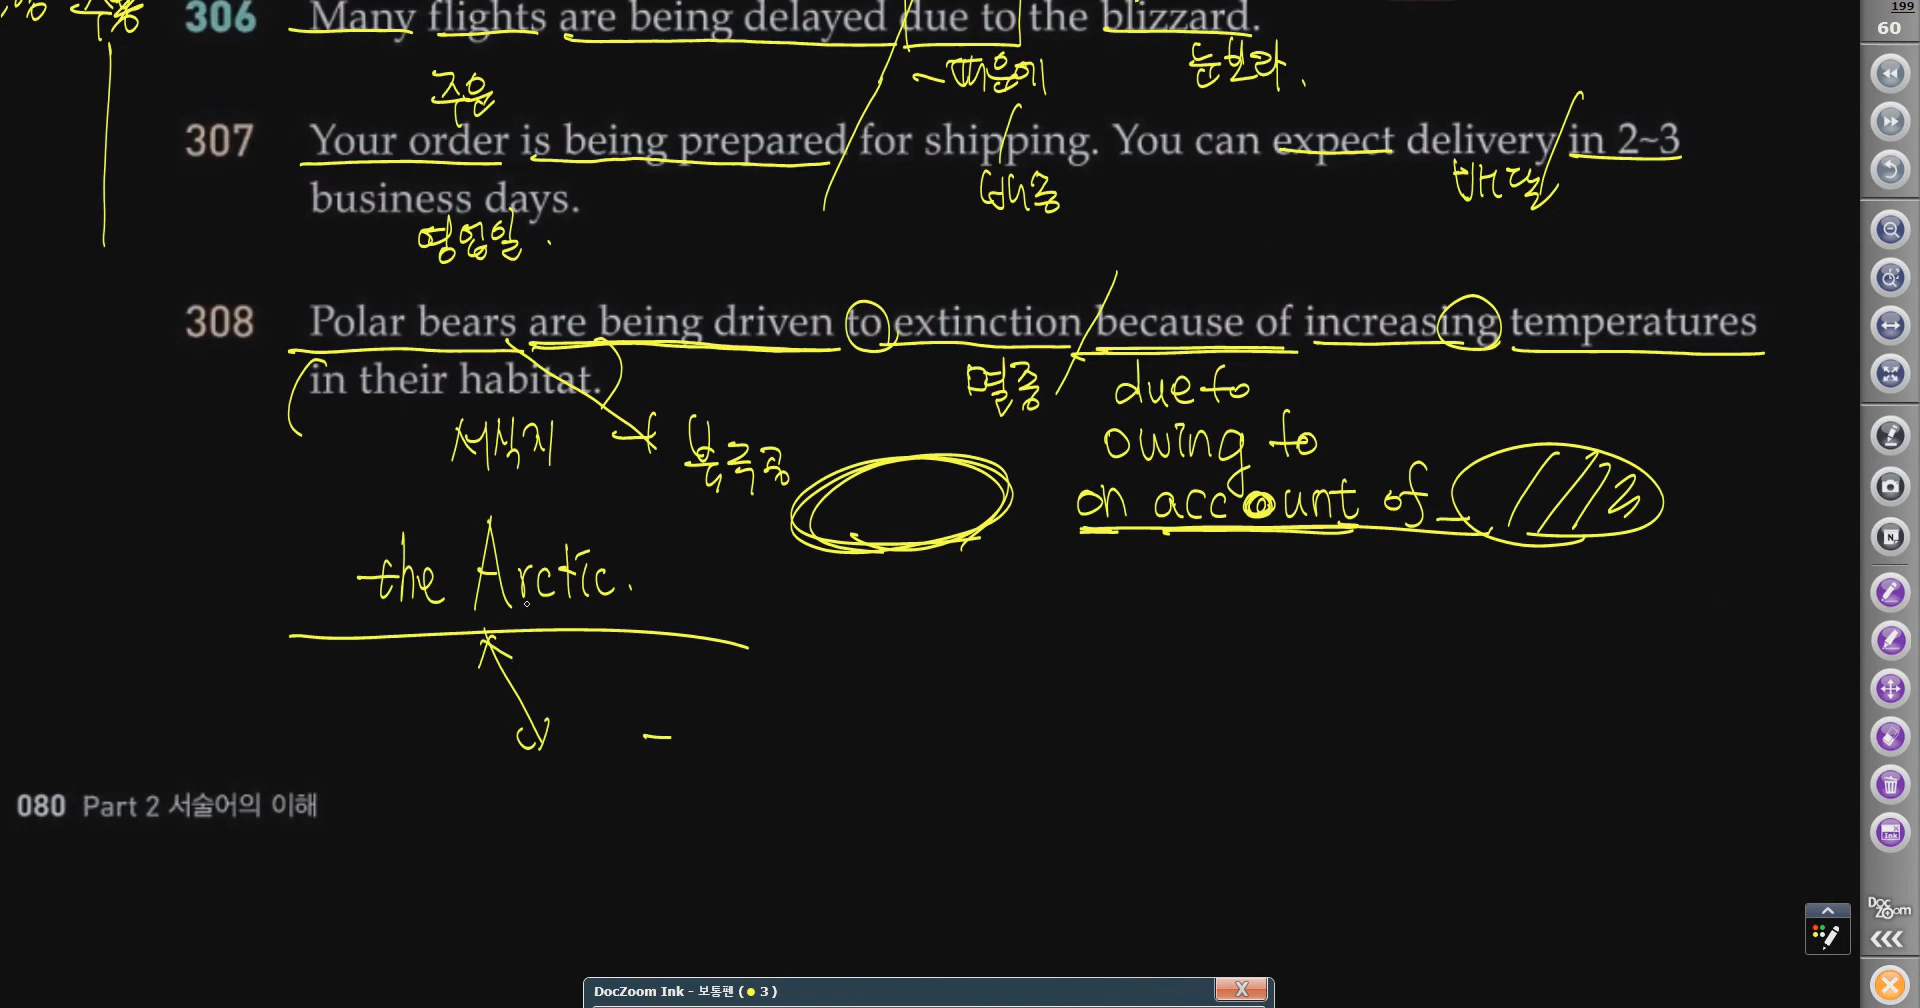 306 Many flights are being delayed due to the blizzard.
~때문에 눈보라.
주문
307 Your order is being prepared for shipping. You can expect delivery in 2~3
배송 배달
business days.
영업일.
308 Polar bears are being driven to extinction because of increasing temperatures
in their habitat. 멸종 due to
서식지 북극곰 owing to
on account of
the Arctic.
080 Part 2 서술어의 이해
DocZoom Ink - 보통펜 ( 3 )
199
60
Doc
Zoom